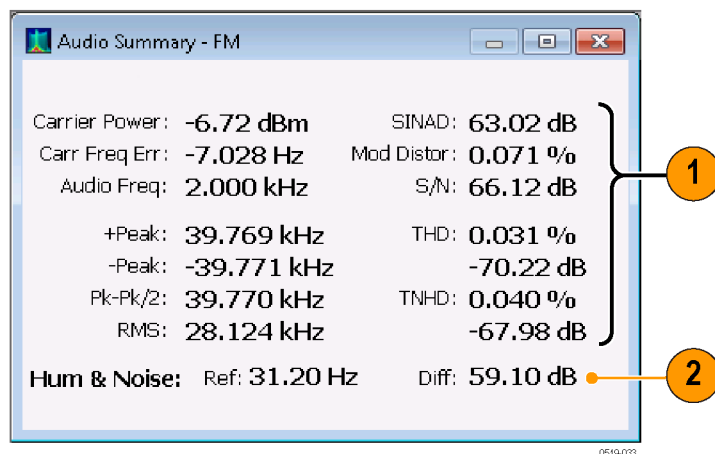 Audio Summary - FM
Carrier Power: -6.72 dBm SINAD: 63.02 dB
Carr Freq Err: -7.028 Hz Mod Distor: 0.071 %
Audio Freq: 2.000 kHz S/N: 66.12 dB
1
+Peak: 39.769 kHz THD: 0.031 %
-Peak: -39.771 kHz -70.22 dB
Pk-Pk/2: 39.770 kHz TNHD: 0.040 %
RMS: 28.124 kHz -67.98 dB
Hum & Noise: Ref: 31.20 Hz Diff: 59.10 dB
2
0519-033